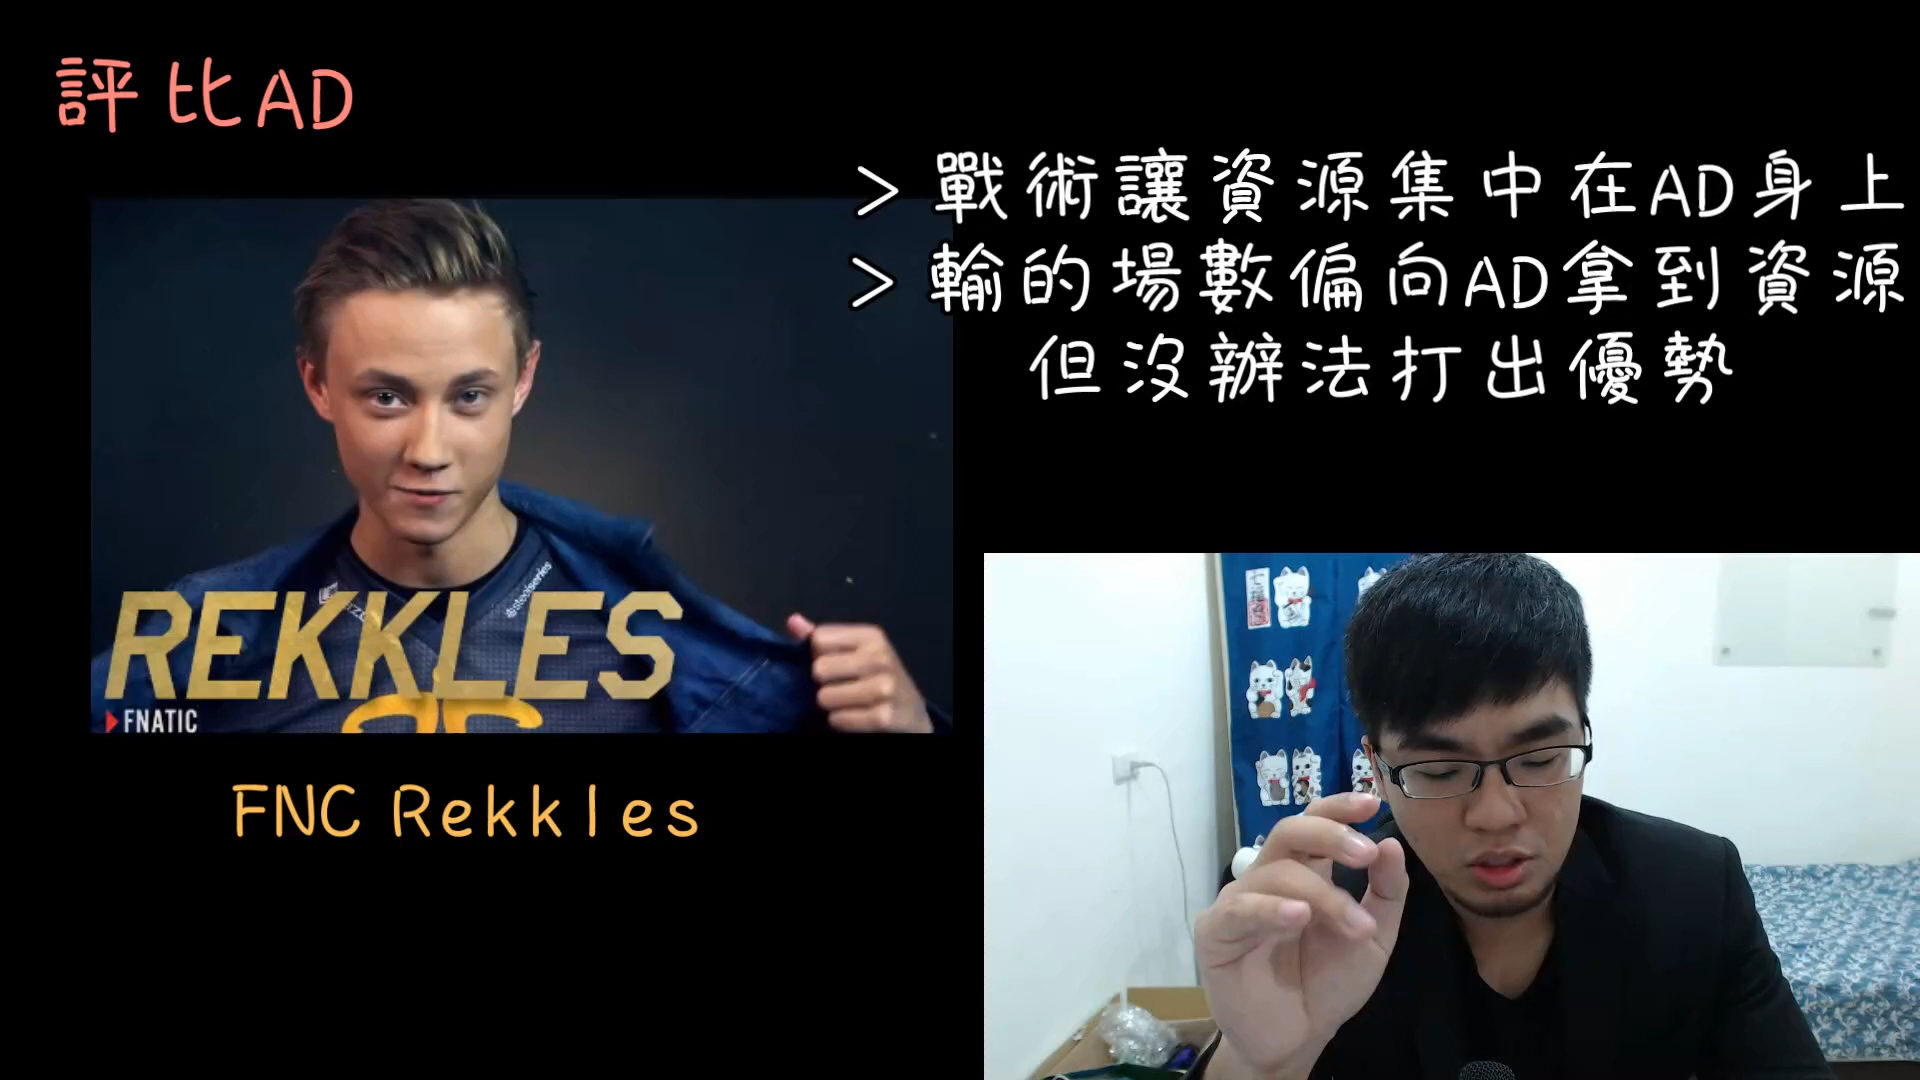 評比AD
> 戰術讓資源集中在AD身上
> 輸的場數偏向AD拿到資源
但沒辦法打出優勢
steelseries
REKKLES
FNATIC
FNC Rekkles